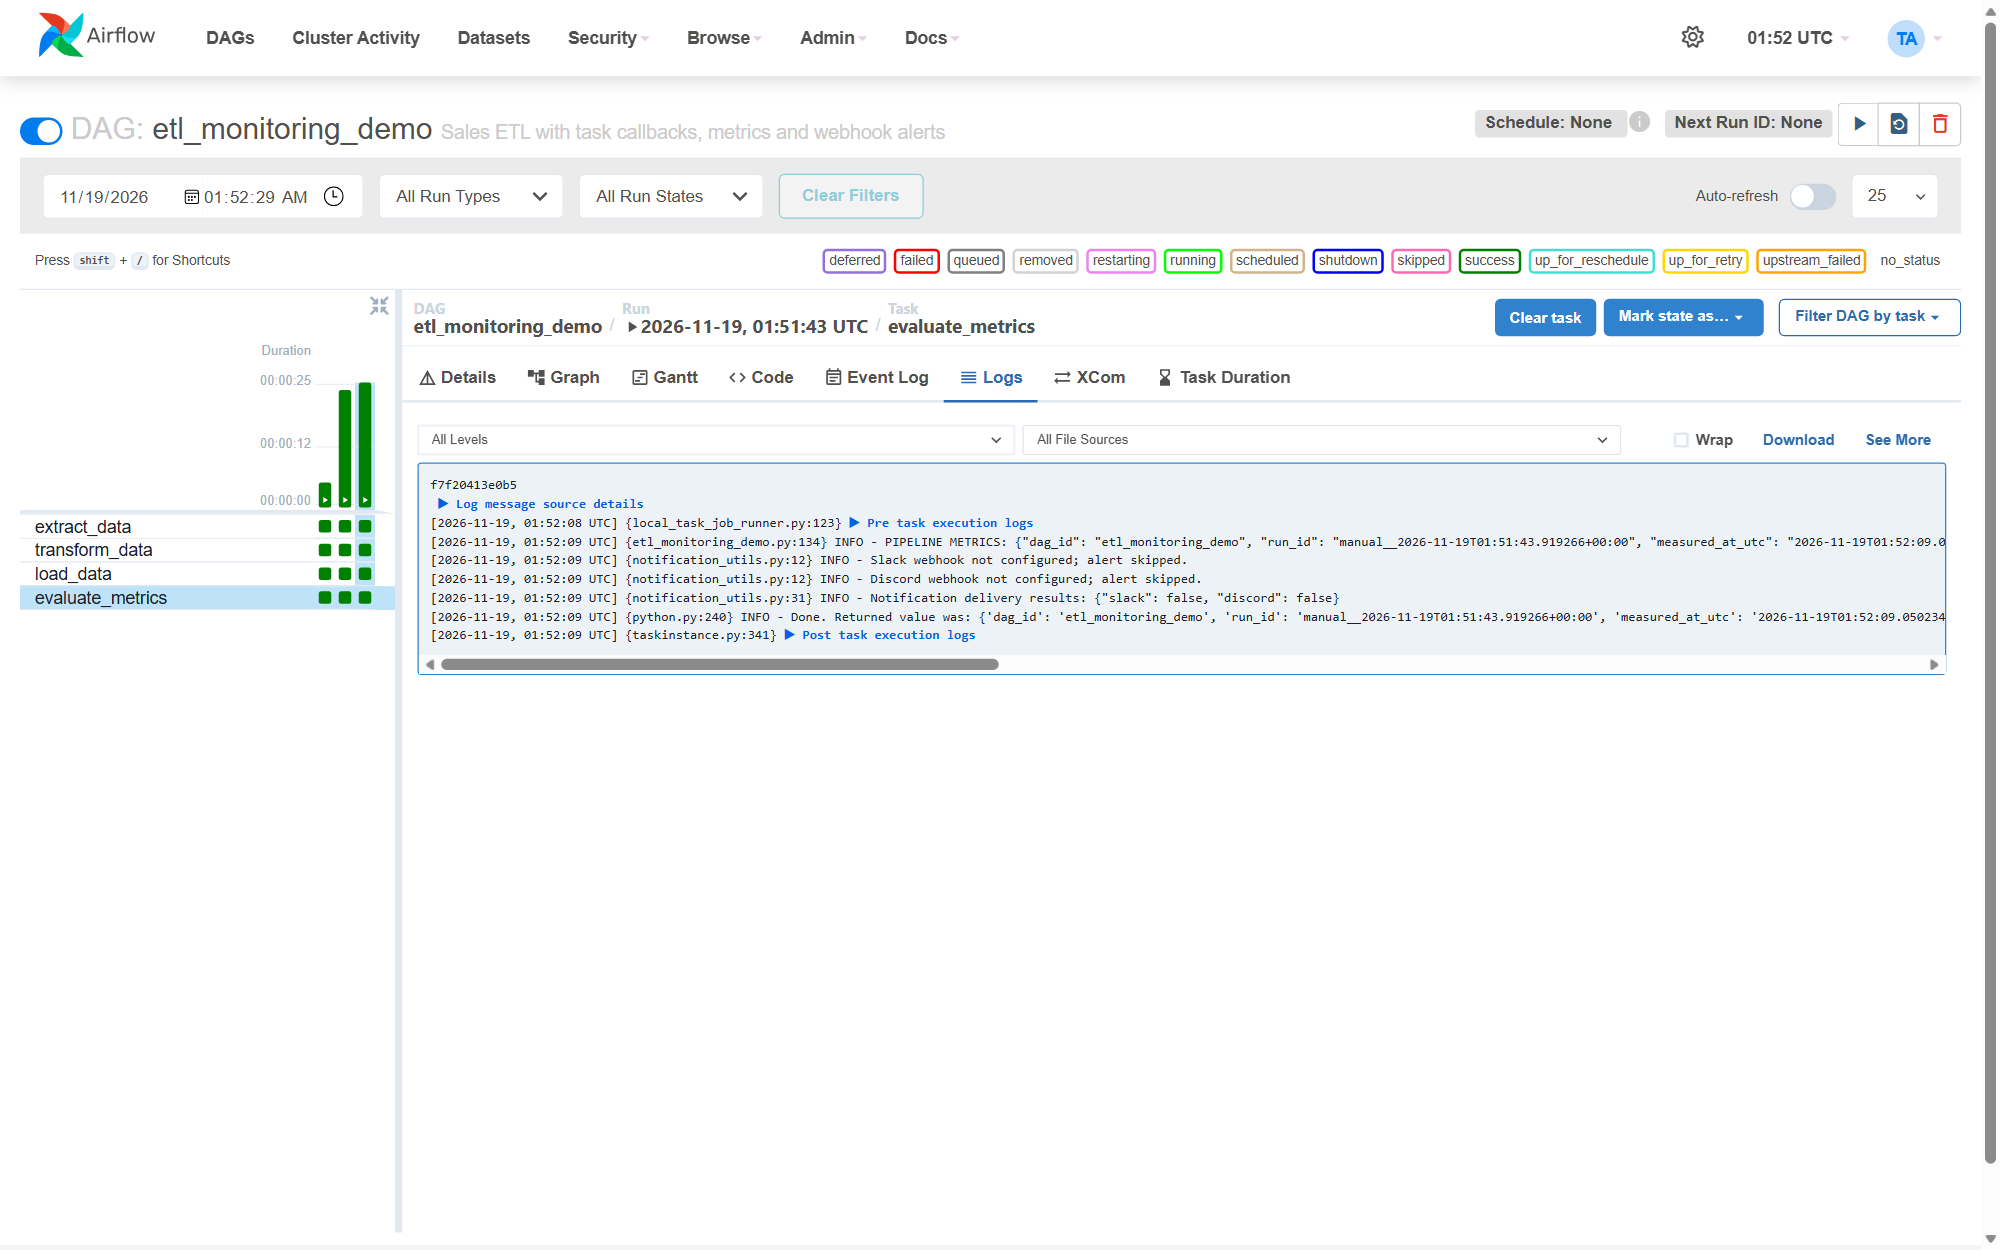 Airflow
DAGs Cluster Activity Datasets Security Browse Admin Docs 01:52 UTC TA
DAG: etl_monitoring_demo Sales ETL with task callbacks, metrics and webhook alerts Schedule: None i Next Run ID: None
11/19/2026 01:52:29 AM All Run Types All Run States Clear Filters Auto-refresh 25
Press shift + / for Shortcuts deferred failed queued removed restarting running scheduled shutdown skipped success up_for_reschedule up_for_retry upstream_failed no_status
Duration
00:00:25
00:00:12
00:00:00
extract_data
transform_data
load_data
evaluate_metrics
DAG Run Task
etl_monitoring_demo / 2026-11-19, 01:51:43 UTC / evaluate_metrics Clear task Mark state as… Filter DAG by task
Details Graph Gantt Code Event Log Logs XCom Task Duration
All Levels All File Sources Wrap Download See More
f7f20413e0b5
▶ Log message source details
[2026-11-19, 01:52:08 UTC] {local_task_job_runner.py:123} ▶ Pre task execution logs
[2026-11-19, 01:52:09 UTC] {etl_monitoring_demo.py:134} INFO - PIPELINE METRICS: {"dag_id": "etl_monitoring_demo", "run_id": "manual__2026-11-19T01:51:43.919266+00:00", "measured_at_utc": "2026-11-19T01:52:09.0
[2026-11-19, 01:52:09 UTC] {notification_utils.py:12} INFO - Slack webhook not configured; alert skipped.
[2026-11-19, 01:52:09 UTC] {notification_utils.py:12} INFO - Discord webhook not configured; alert skipped.
[2026-11-19, 01:52:09 UTC] {notification_utils.py:31} INFO - Notification delivery results: {"slack": false, "discord": false}
[2026-11-19, 01:52:09 UTC] {python.py:240} INFO - Done. Returned value was: {'dag_id': 'etl_monitoring_demo', 'run_id': 'manual__2026-11-19T01:51:43.919266+00:00', 'measured_at_utc': '2026-11-19T01:52:09.050234
[2026-11-19, 01:52:09 UTC] {taskinstance.py:341} ▶ Post task execution logs